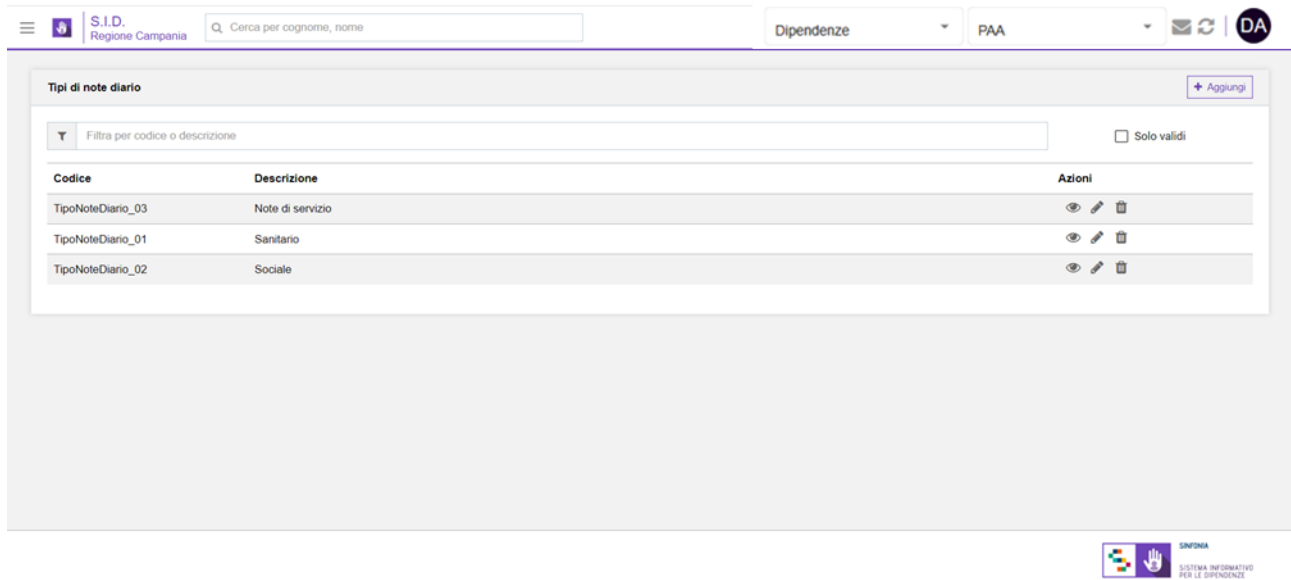 S.I.D.
Regione Campania
Cerca per cognome, nome
Dipendenze
PAA
DA
Tipi di note diario
+ Aggiungi
Filtra per codice o descrizione
Solo validi
Codice Descrizione Azioni
TipoNoteDiario_03 Note di servizio
TipoNoteDiario_01 Sanitario
TipoNoteDiario_02 Sociale
SINFONIA
SISTEMA INFORMATIVO
PER LE DIPENDENZE